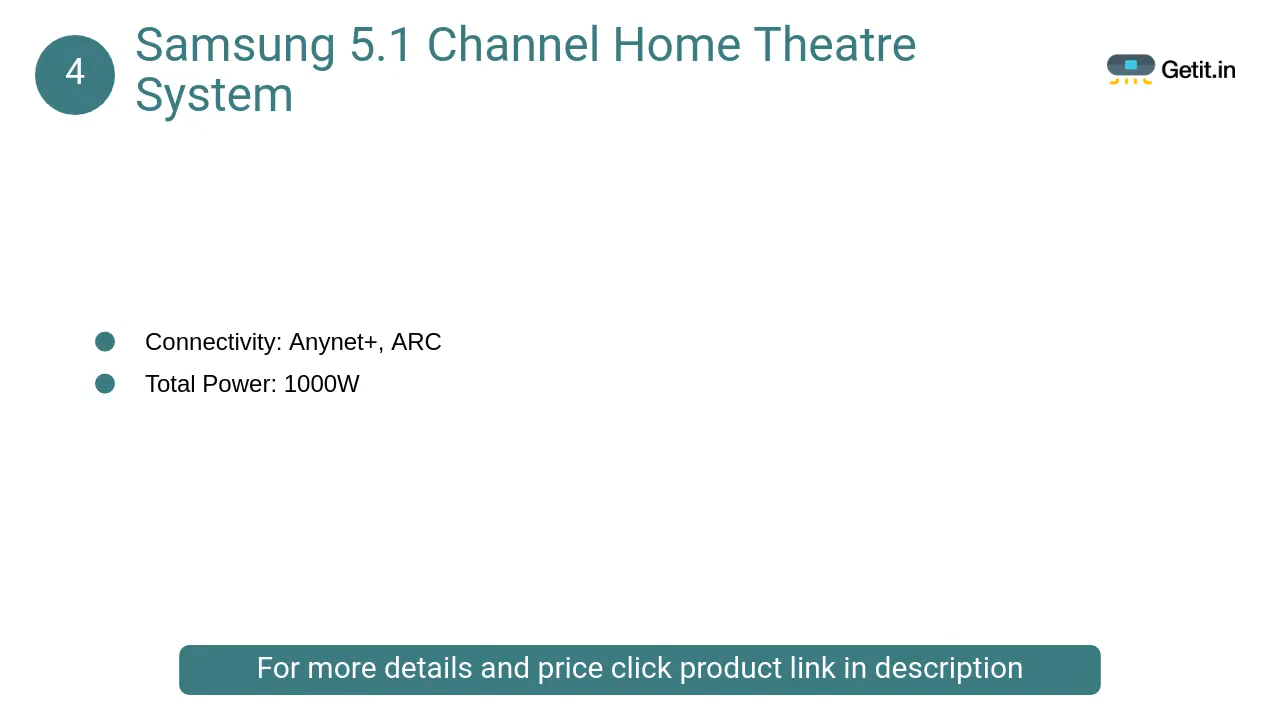 4
Samsung 5.1 Channel Home Theatre
System
Getit.in
Connectivity: Anynet+, ARC
Total Power: 1000W
For more details and price click product link in description